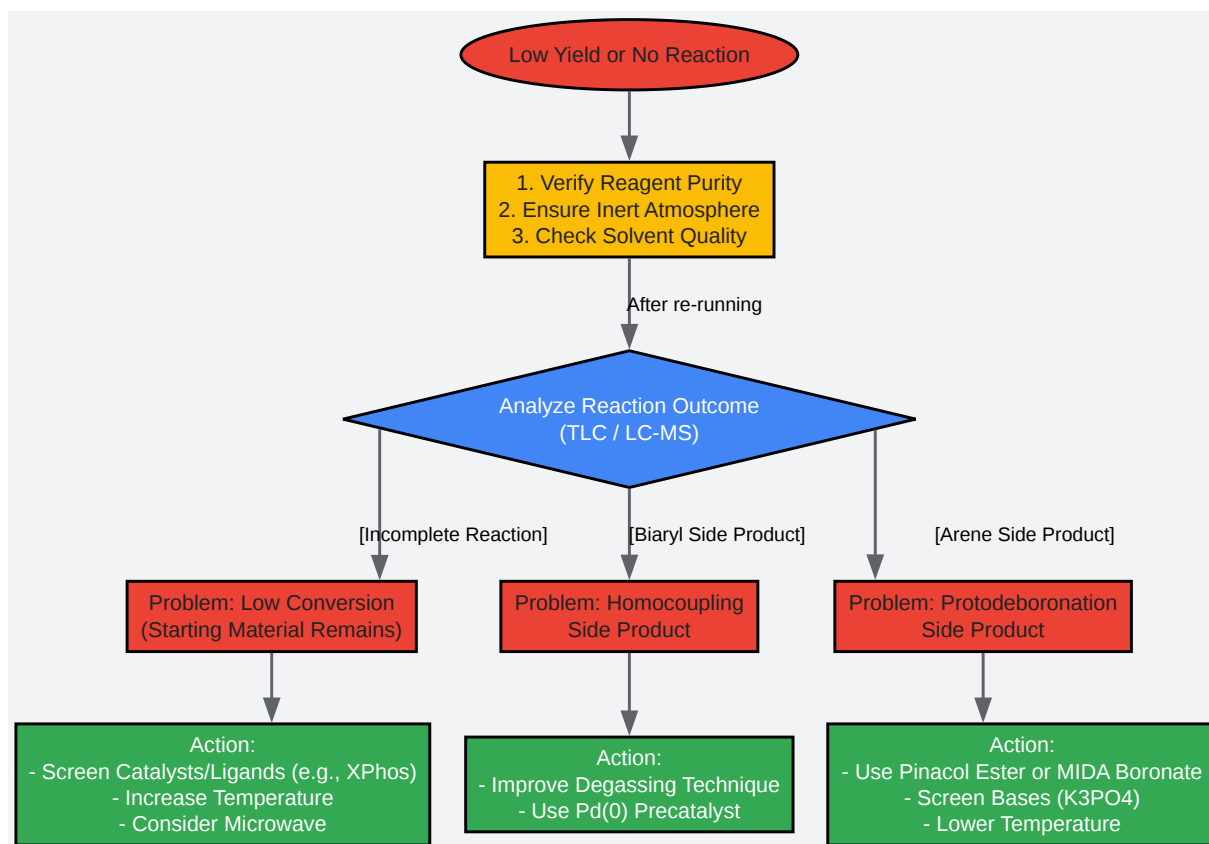 Low Yield or No Reaction
1. Verify Reagent Purity
2. Ensure Inert Atmosphere
3. Check Solvent Quality
After re-running
Analyze Reaction Outcome
(TLC / LC-MS)
[Incomplete Reaction]
[Biaryl Side Product]
[Arene Side Product]
Problem: Low Conversion
(Starting Material Remains)
Problem: Homocoupling
Side Product
Problem: Protodeboronation
Side Product
Action:
- Screen Catalysts/Ligands (e.g., XPhos)
- Increase Temperature
- Consider Microwave
Action:
- Improve Degassing Technique
- Use Pd(0) Precatalyst
Action:
- Use Pinacol Ester or MIDA Boronate
- Screen Bases (K3PO4)
- Lower Temperature